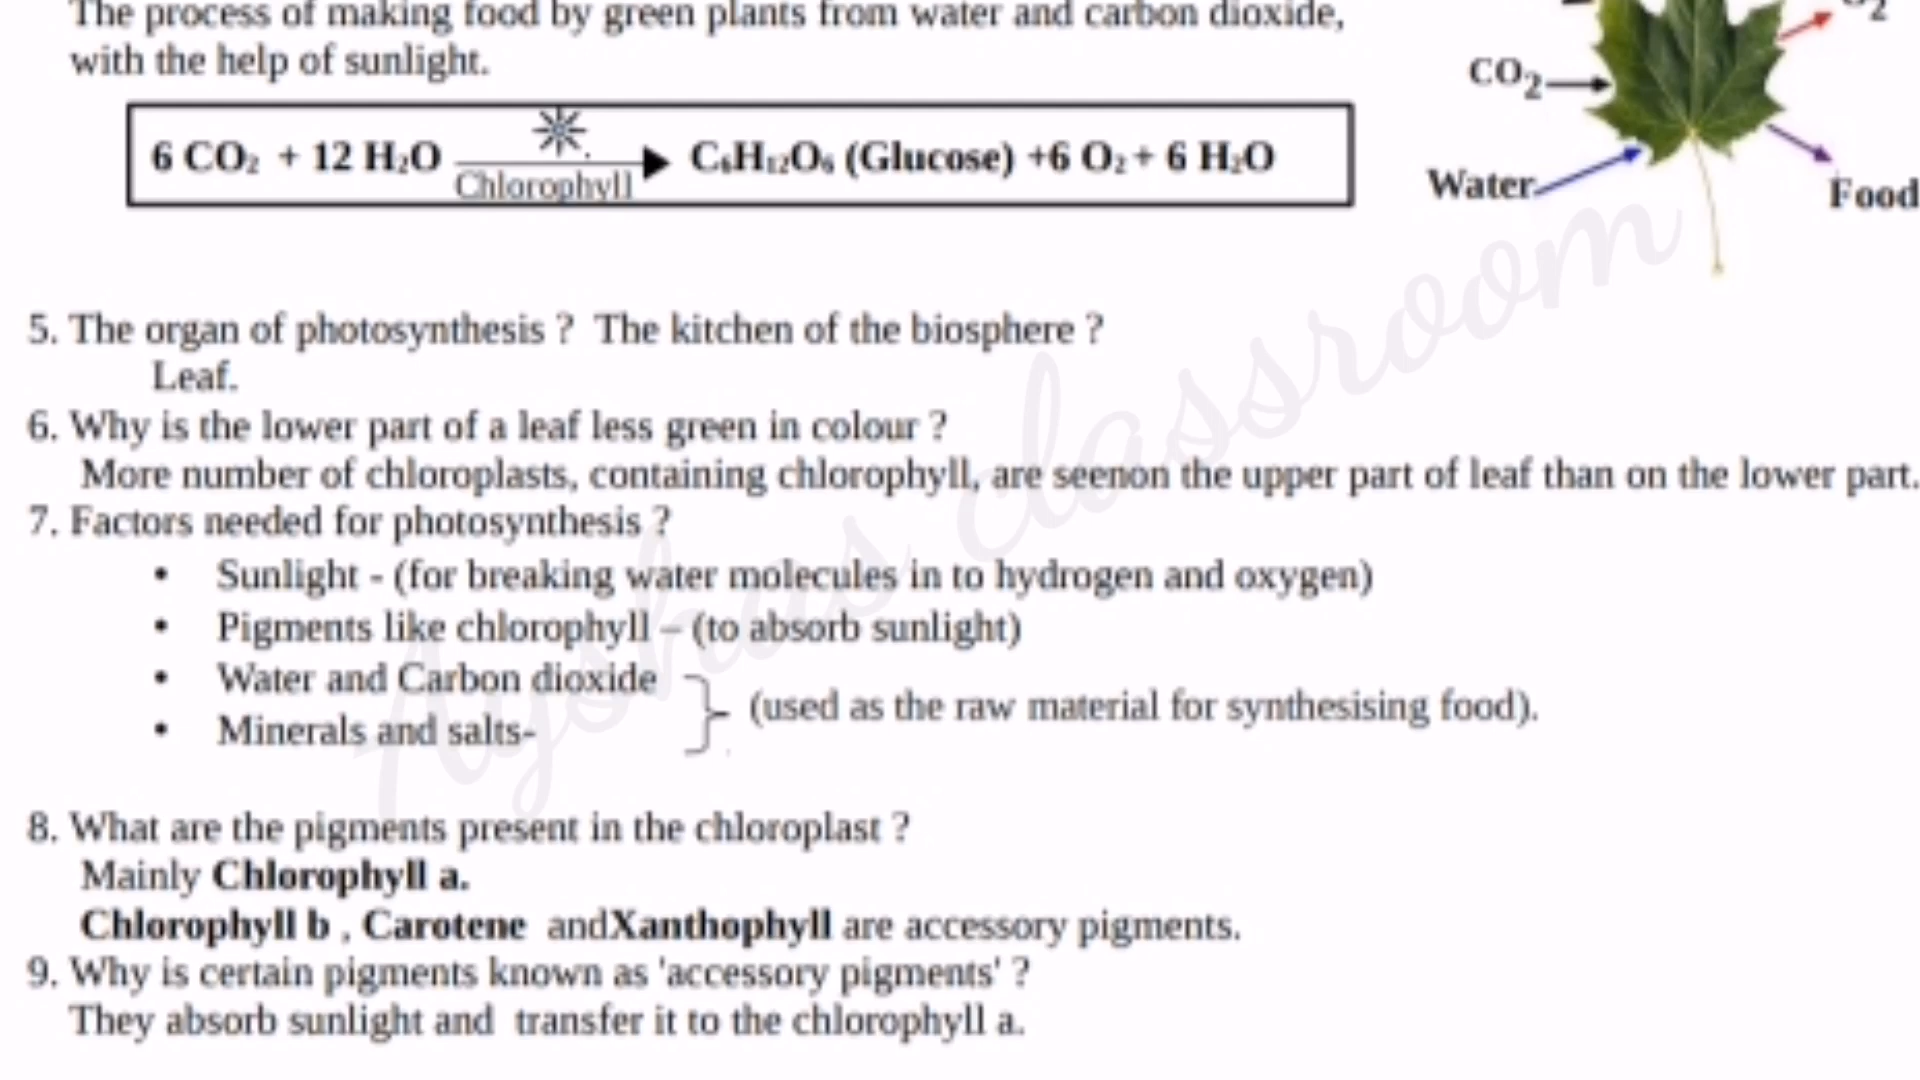 The process of making food by green plants from water and carbon dioxide,
with the help of sunlight.
O₂
CO₂
6 CO₂ + 12 H₂O Chlorophyll C₆H₁₂O₆ (Glucose) +6 O₂ + 6 H₂O
Water
Food
5. The organ of photosynthesis ? The kitchen of the biosphere ?
Leaf.
6. Why is the lower part of a leaf less green in colour ?
More number of chloroplasts, containing chlorophyll, are seenon the upper part of leaf than on the lower part.
7. Factors needed for photosynthesis ?
• Sunlight - (for breaking water molecules in to hydrogen and oxygen)
• Pigments like chlorophyll – (to absorb sunlight)
• Water and Carbon dioxide
(used as the raw material for synthesising food).
• Minerals and salts-
8. What are the pigments present in the chloroplast ?
Mainly Chlorophyll a.
Chlorophyll b , Carotene andXanthophyll are accessory pigments.
9. Why is certain pigments known as 'accessory pigments' ?
They absorb sunlight and transfer it to the chlorophyll a.
Ayshas classroom